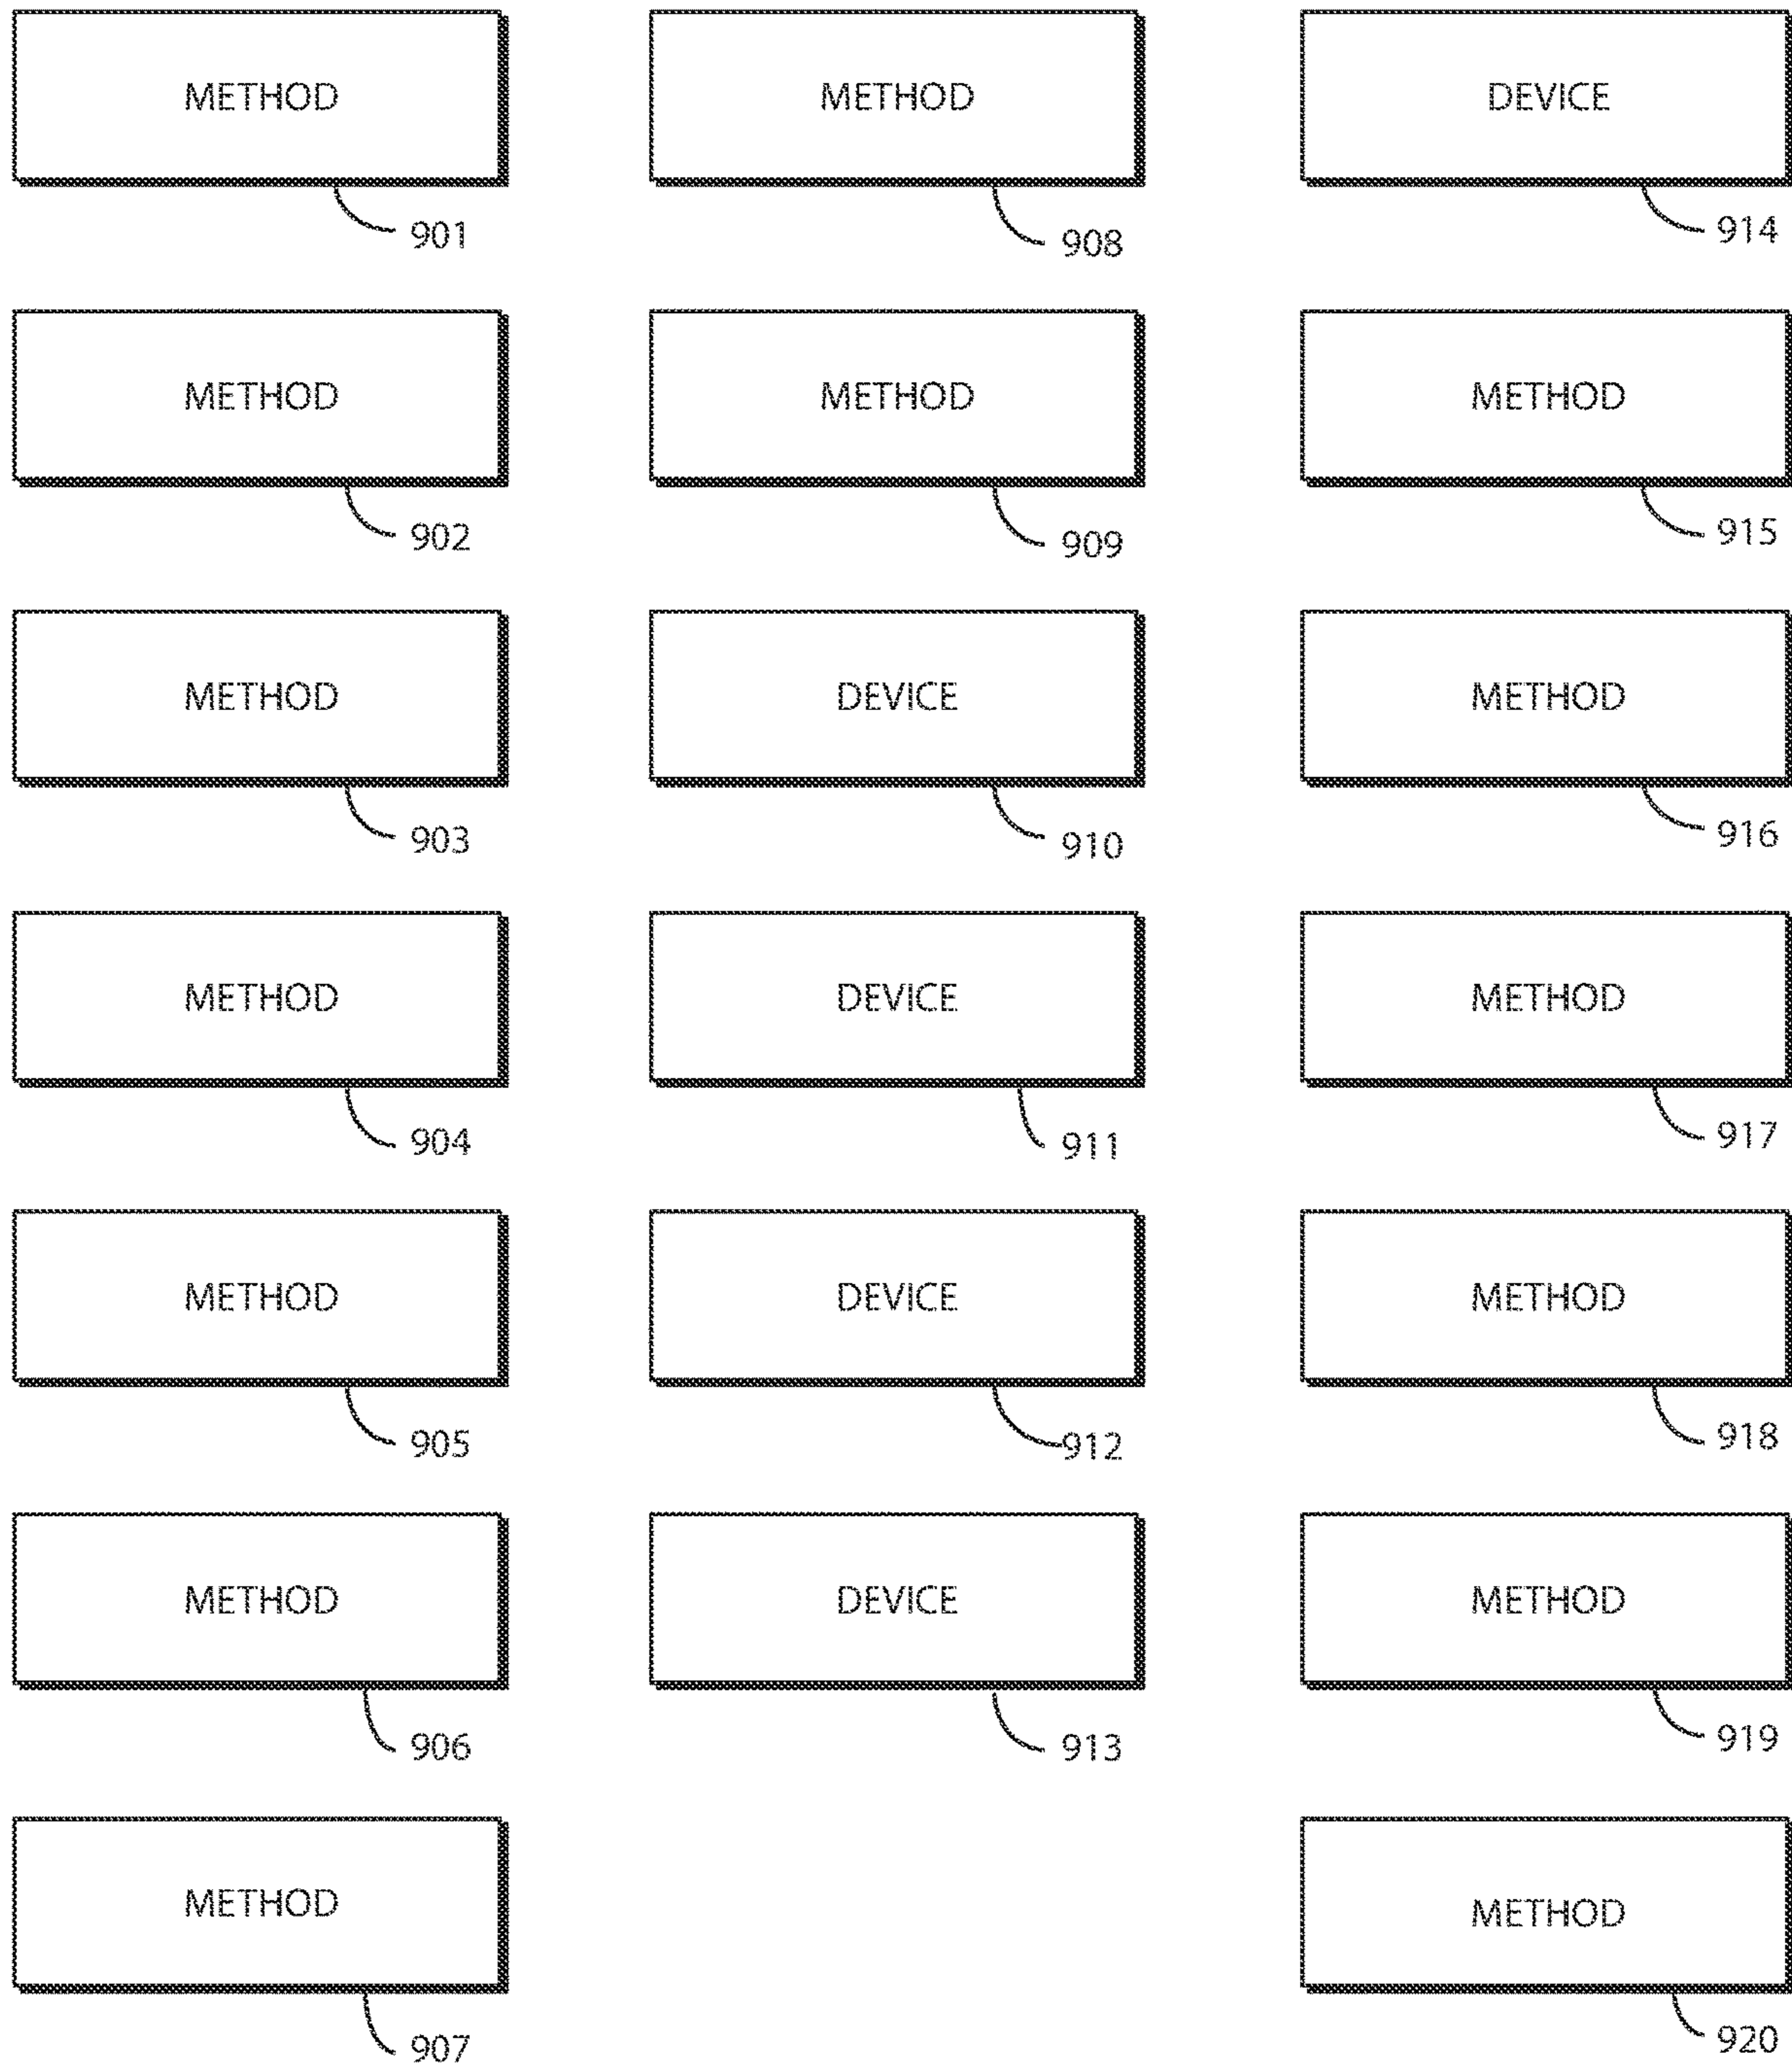 METHOD
901
METHOD
902
METHOD
903
METHOD
904
METHOD
905
METHOD
906
METHOD
907
METHOD
908
METHOD
909
DEVICE
910
DEVICE
911
DEVICE
912
DEVICE
913
DEVICE
914
METHOD
915
METHOD
916
METHOD
917
METHOD
918
METHOD
919
METHOD
920